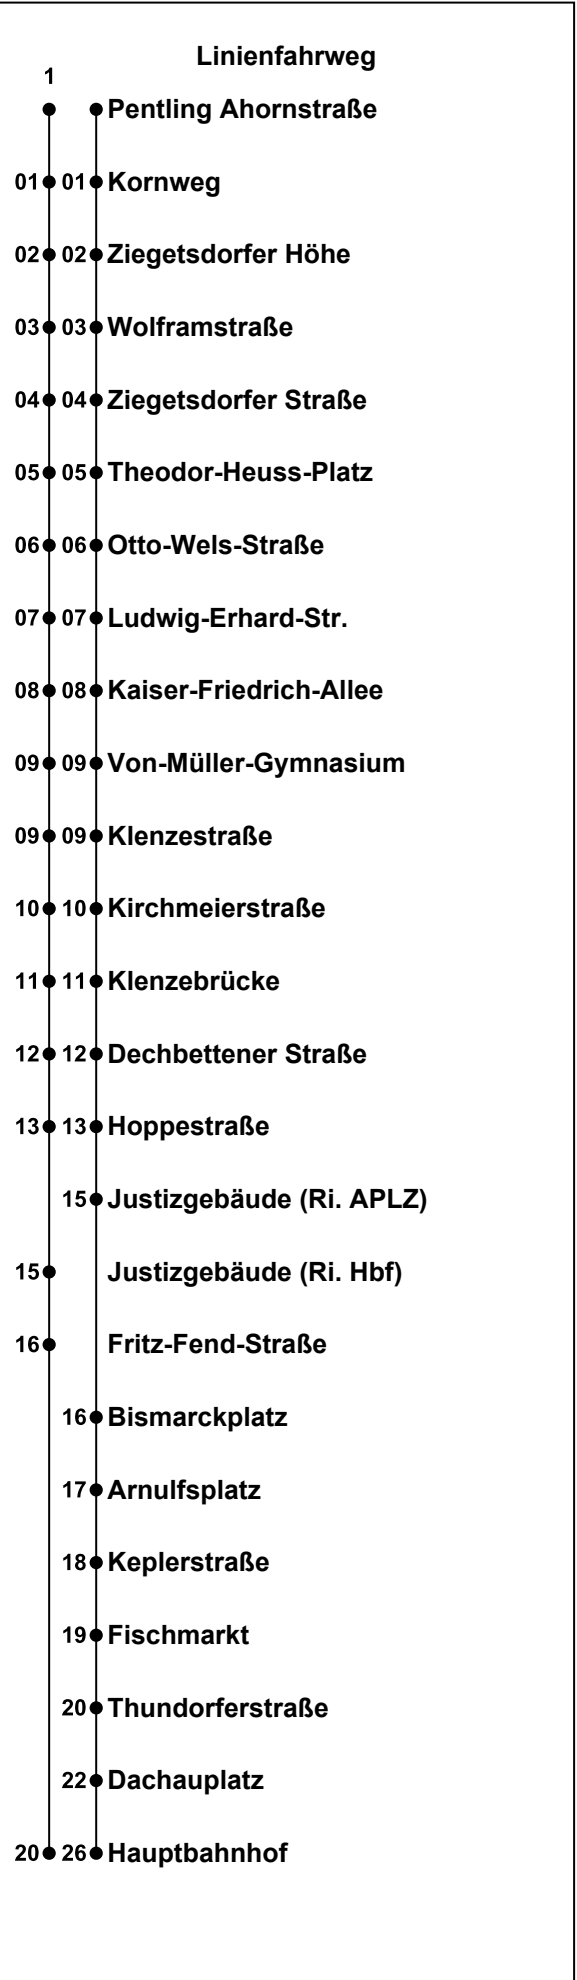 Linienfahrweg
1
Pentling Ahornstraße
01 01 Kornweg
02 02 Ziegetsdorfer Höhe
03 03 Wolframstraße
04 04 Ziegetsdorfer Straße
05 05 Theodor-Heuss-Platz
06 06 Otto-Wels-Straße
07 07 Ludwig-Erhard-Str.
08 08 Kaiser-Friedrich-Allee
09 09 Von-Müller-Gymnasium
09 09 Klenzestraße
10 10 Kirchmeierstraße
11 11 Klenzebrücke
12 12 Dechbettener Straße
13 13 Hoppestraße
15 Justizgebäude (Ri. APLZ)
15 Justizgebäude (Ri. Hbf)
16 Fritz-Fend-Straße
16 Bismarckplatz
17 Arnulfsplatz
18 Keplerstraße
19 Fischmarkt
20 Thundorferstraße
22 Dachauplatz
20 26 Hauptbahnhof